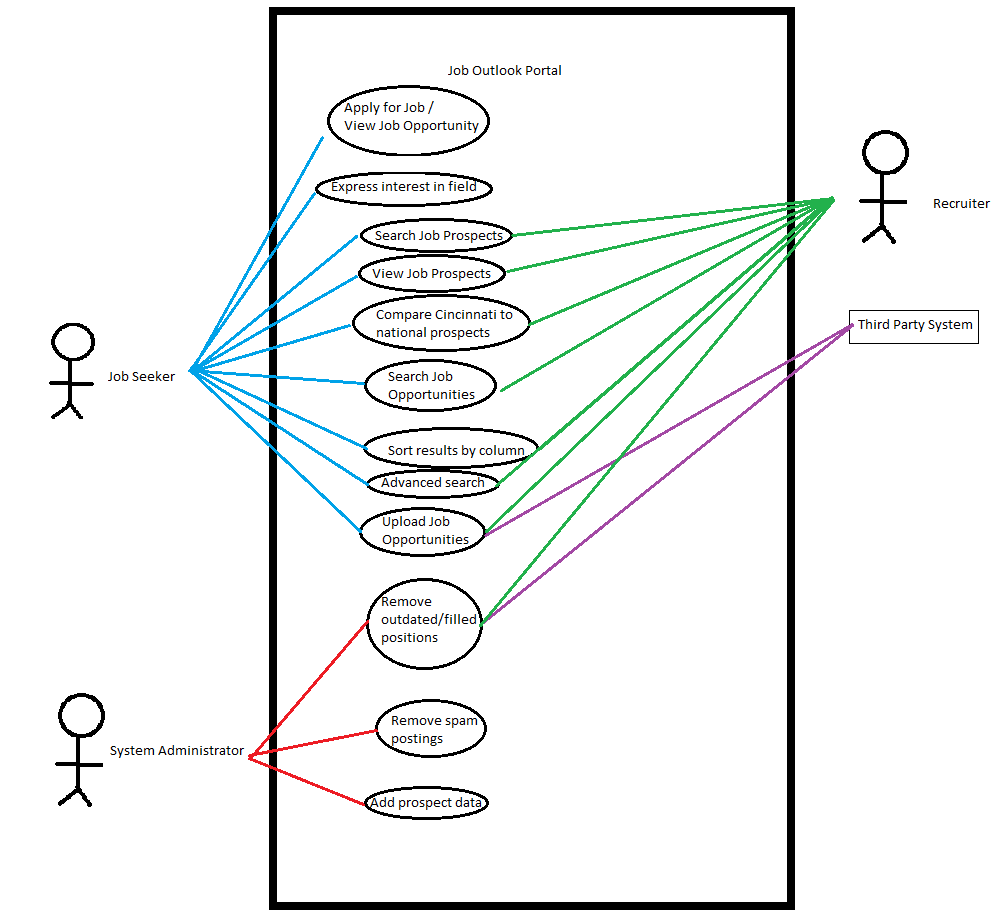 Job Outlook Portal
Apply for Job /
View Job Opportunity
Express interest in field
Search Job Prospects
View Job Prospects
Compare Cincinnati to
national prospects
Search Job
Opportunities
Sort results by column
Advanced search
Upload Job
Opportunities
Remove
outdated/filled
positions
Remove spam
postings
Add prospect data
Job Seeker
System Administrator
Recruiter
Third Party System